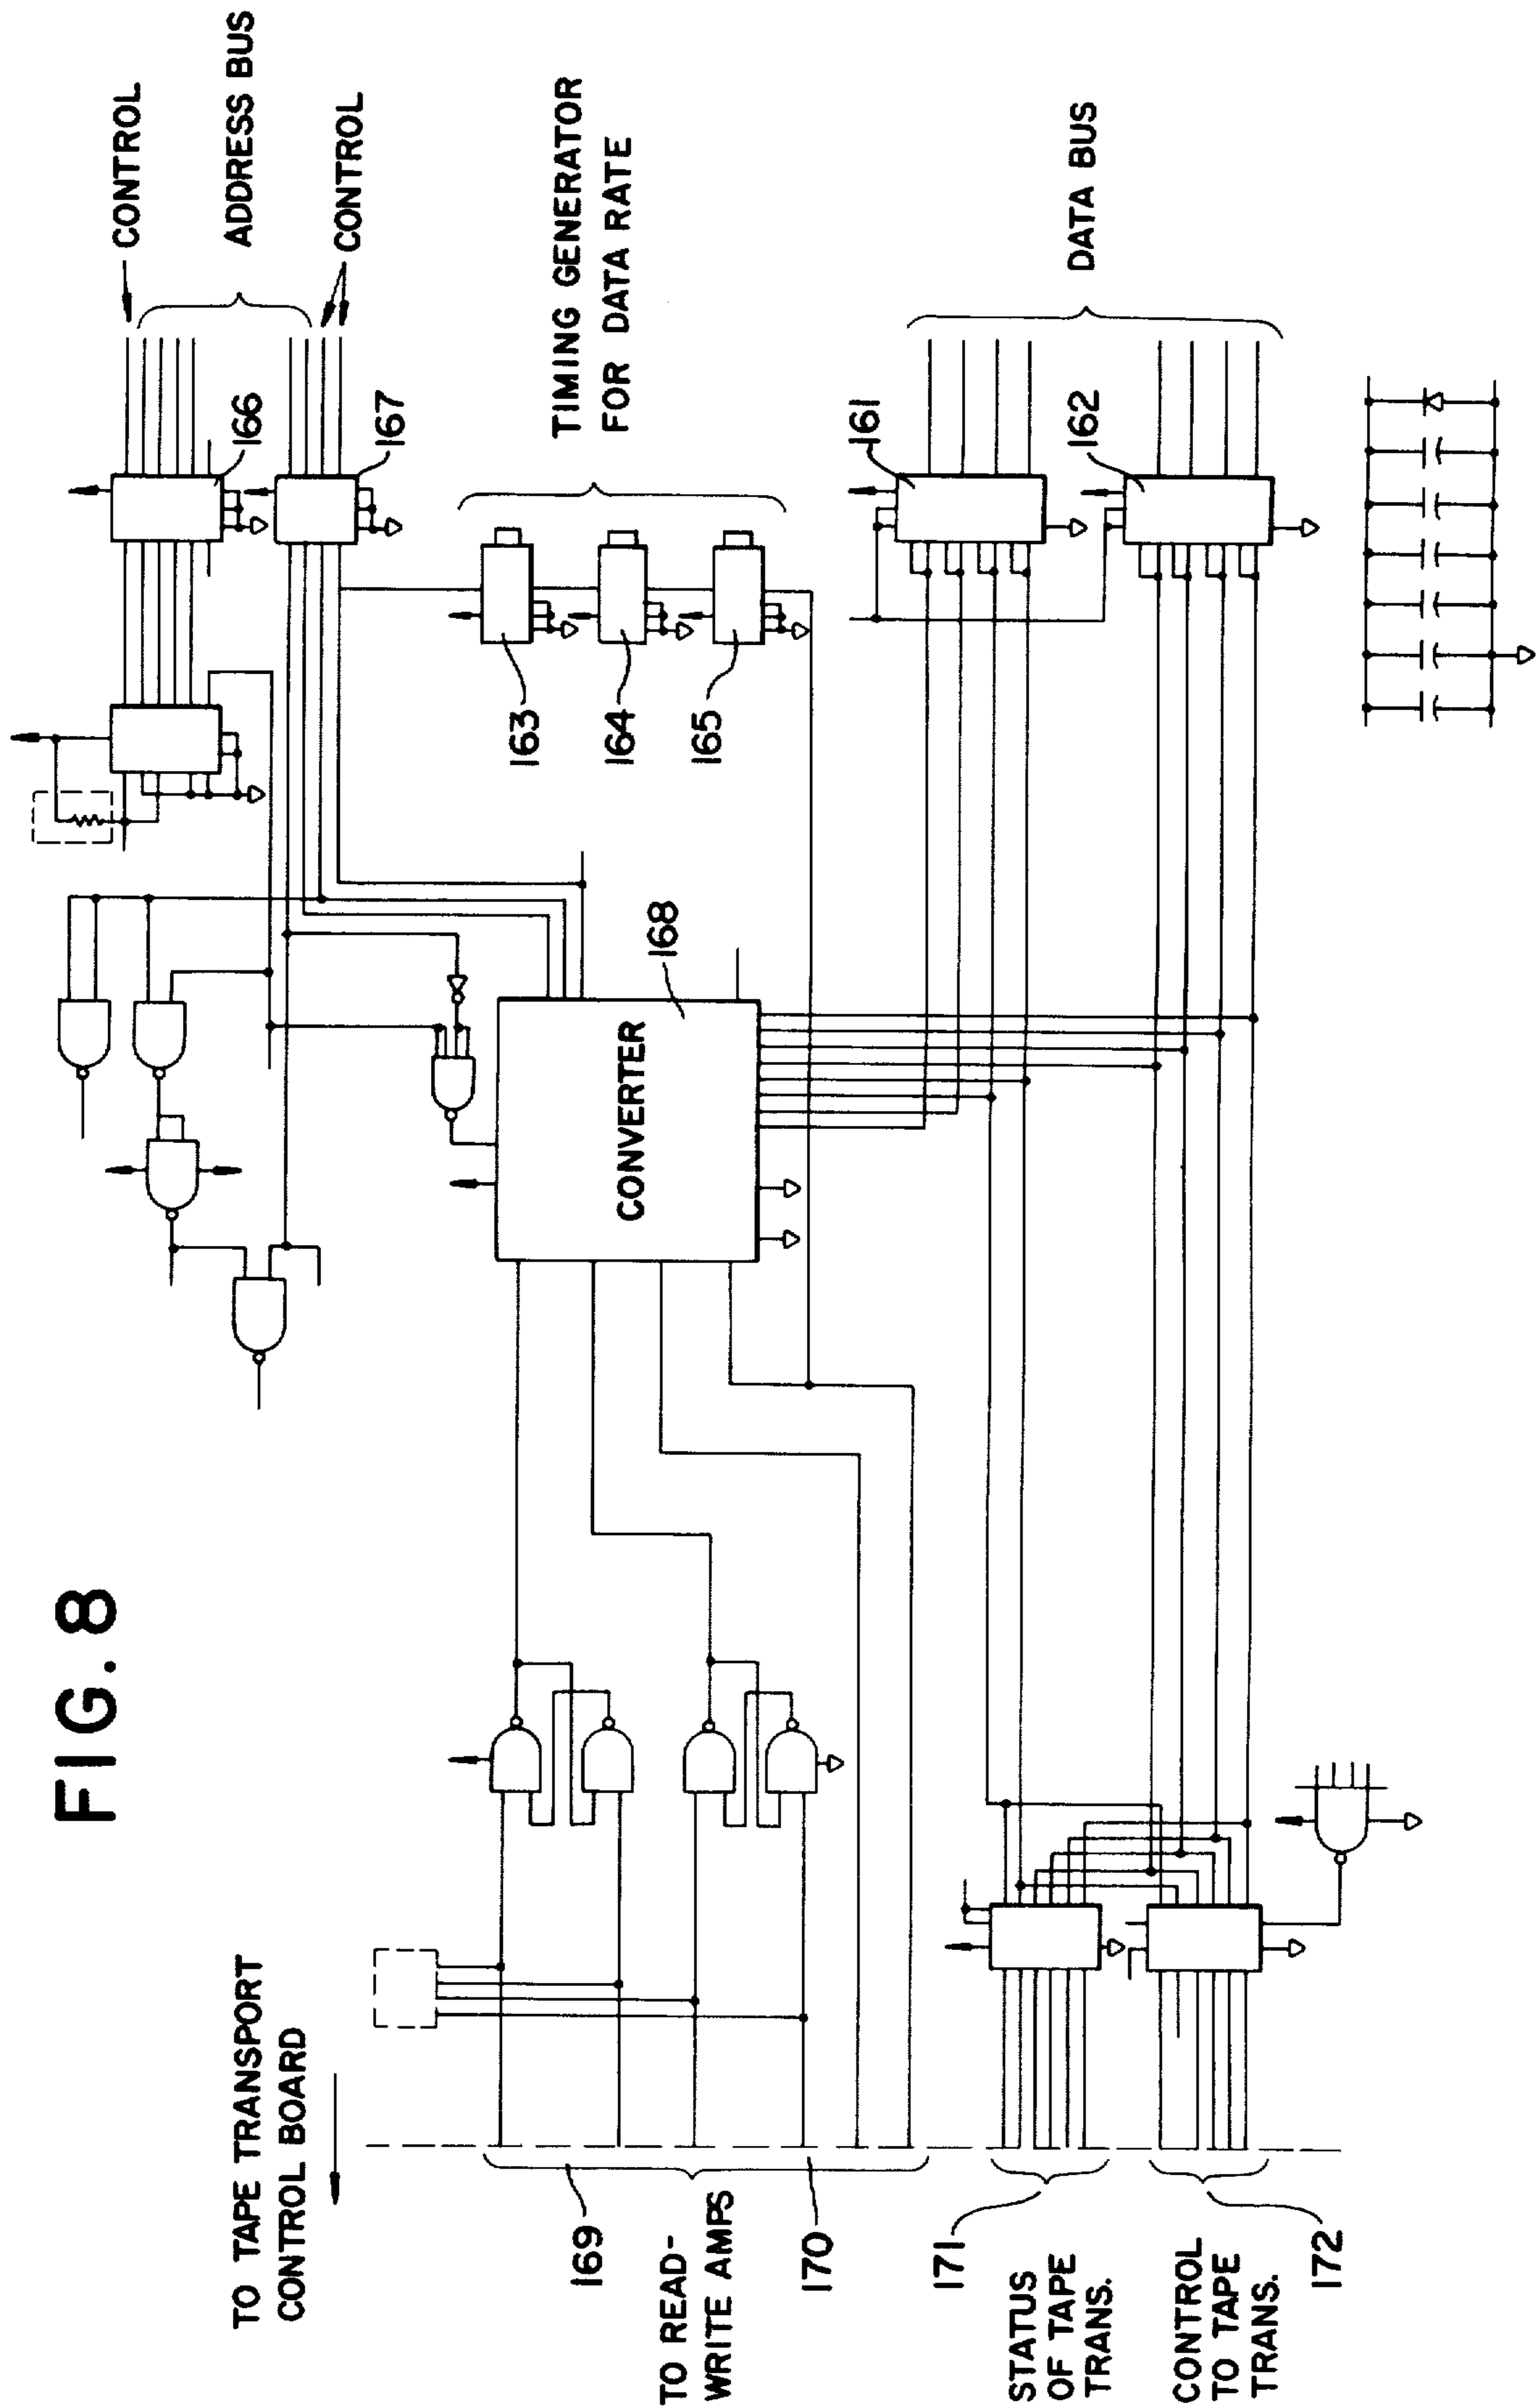 FIG. 8
CONTROL
ADDRESS BUS
CONTROL
166
167
TIMING GENERATOR
FOR DATA RATE
163
164
165
161
162
DATA BUS
168
CONVERTER
TO TAPE TRANSPORT
CONTROL BOARD
169
TO READ-
WRITE AMPS
170
171
STATUS
OF TAPE
TRANS.
CONTROL
TO TAPE
TRANS.
172